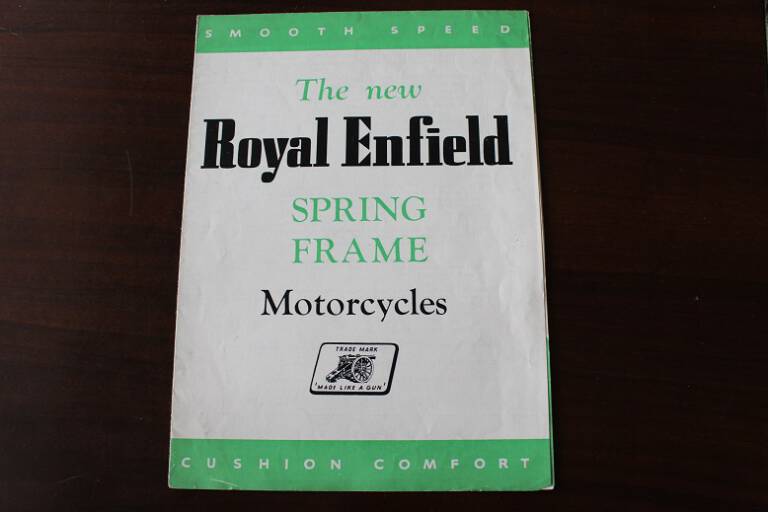 SMOOTH SPEED
The new
Royal Enfield
SPRING
FRAME
Motorcycles
TRADE MARK
'MADE LIKE A GUN'
CUSHION COMFORT